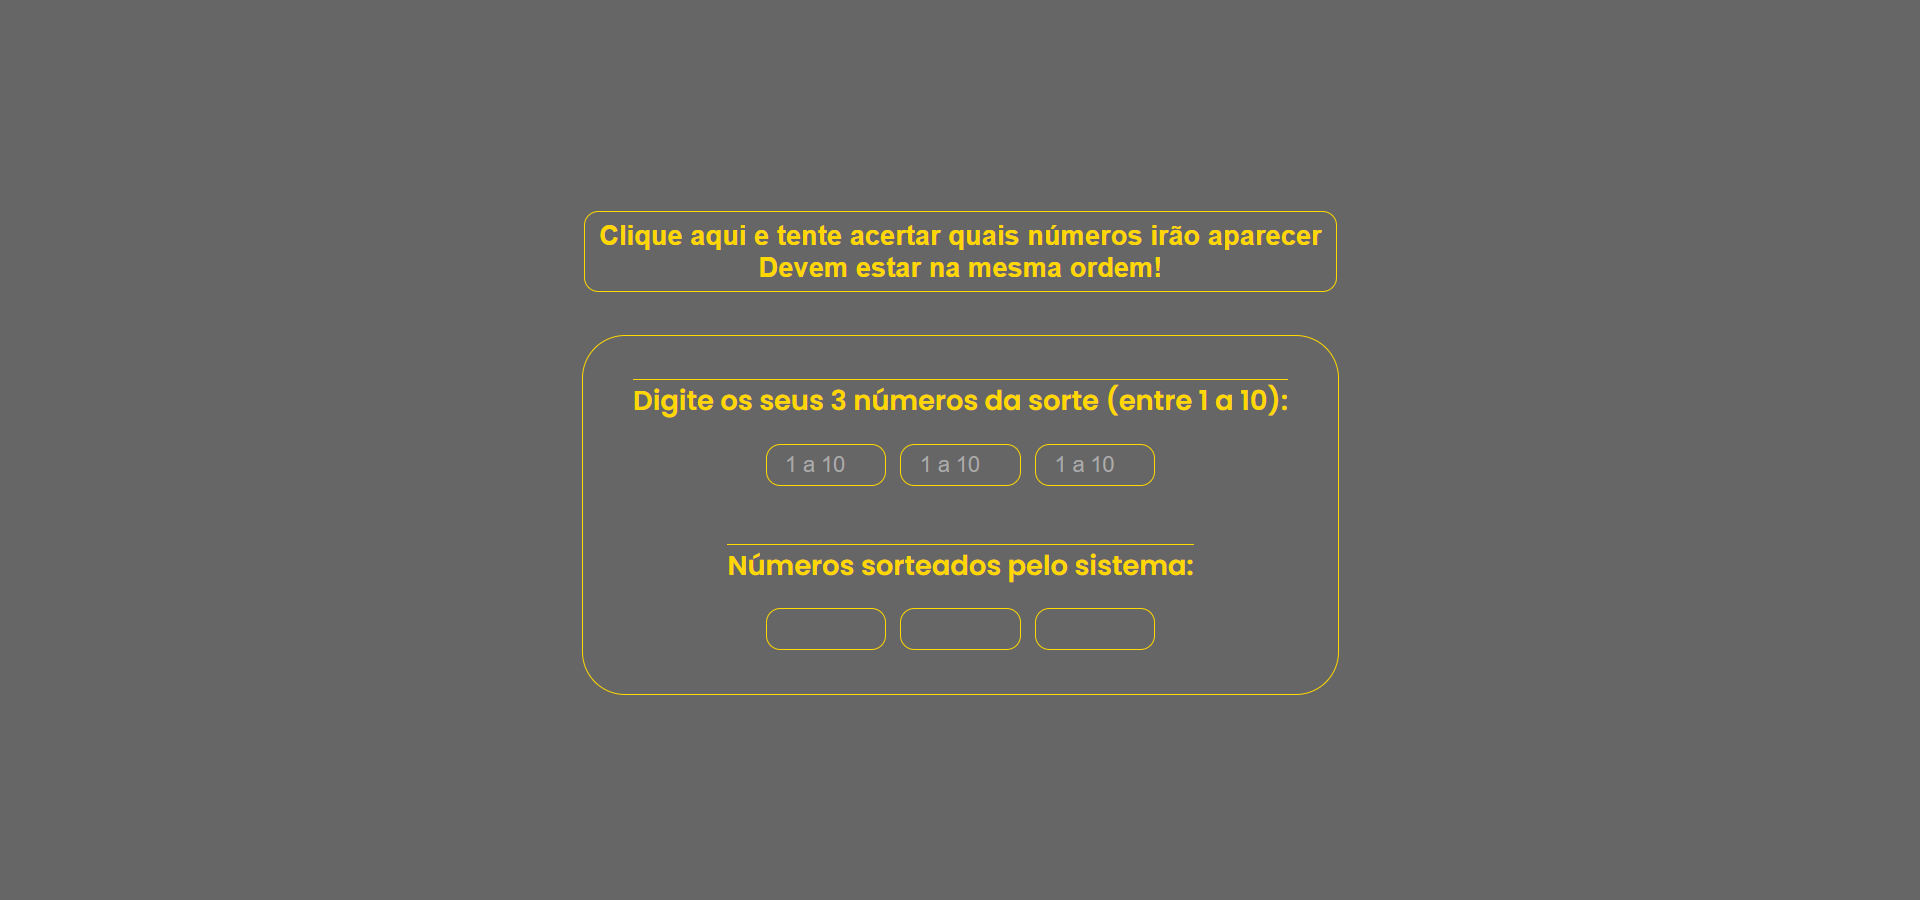 Clique aqui e tente acertar quais números irão aparecer
Devem estar na mesma ordem!
Digite os seus 3 números da sorte (entre 1 a 10):
1 a 10 1 a 10 1 a 10
Números sorteados pelo sistema: